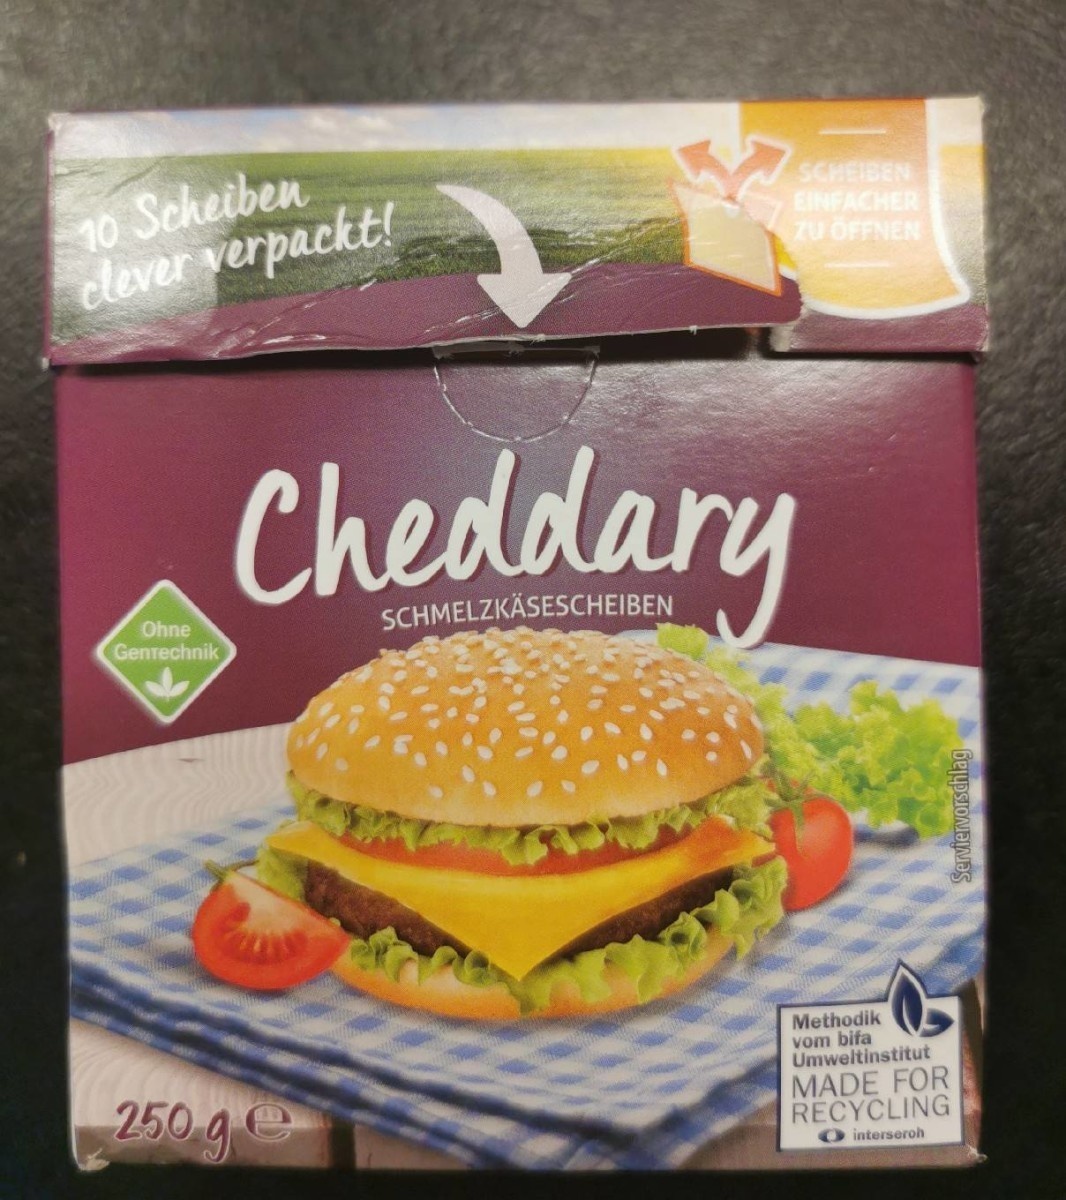 10 Scheiben
clever verpackt!
SCHEIBEN
EINFACHER
ZU ÖFFNEN
Cheddary
SCHMELZKÄSESCHEIBEN
Ohne
GenTechnik
Serviervorschlag
Methodik
vom bifa
Umweltinstitut
MADE FOR
RECYCLING
interseroh
250 g ℮